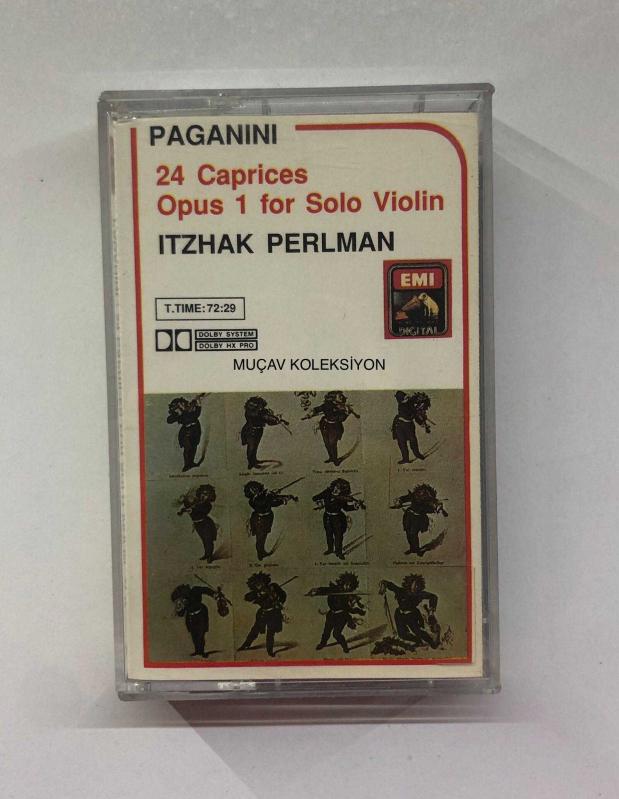 PAGANINI
24 Caprices
Opus 1 for Solo Violin
ITZHAK PERLMAN
EMI
DIGITAL
T.TIME:72:29
DOLBY SYSTEM
DOLBY HX PRO
MUÇAV KOLEKSİYON